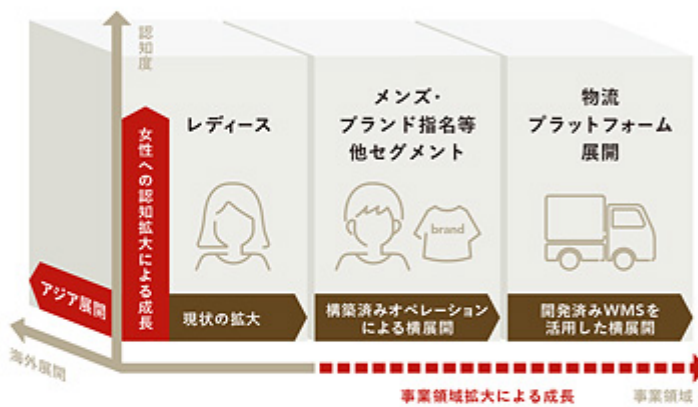 認知度
女性への認知拡大による成長
レディース
現状の拡大
メンズ・
ブランド指名等
他セグメント
brand
構築済みオペレーション
による横展開
物流
プラットフォーム
展開
開発済みWMSを
活用した横展開
アジア展開
海外展開
事業領域拡大による成長
事業領域